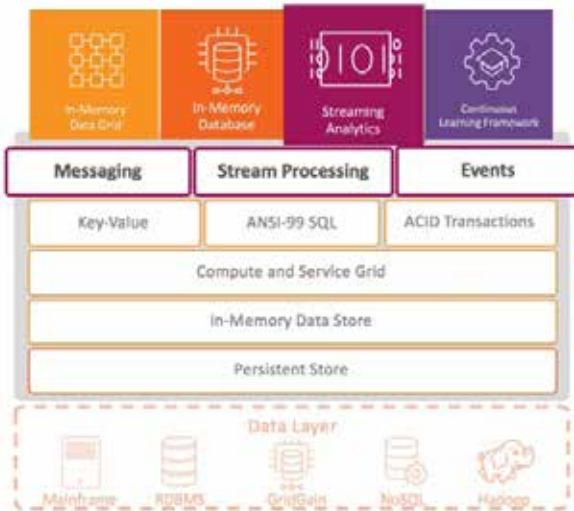 In-Memory
Data Grid
In-Memory
Database
Streaming
Analytics
Continuous
Learning Framework
Messaging
Stream Processing
Events
Key-Value
ANSI-99 SQL
ACID Transactions
Compute and Service Grid
In-Memory Data Store
Persistent Store
Data Layer
Mainframe
RDBMS
GridGain
NoSQL
Hadoop